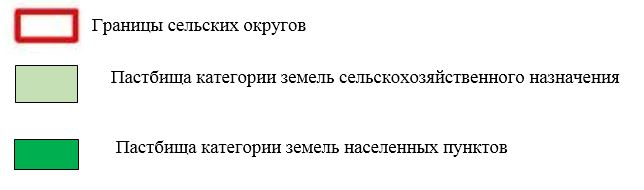 Границы сельских округов
Пастбища категории земель сельскохозяйственного назначения
Пастбища категории земель населенных пунктов